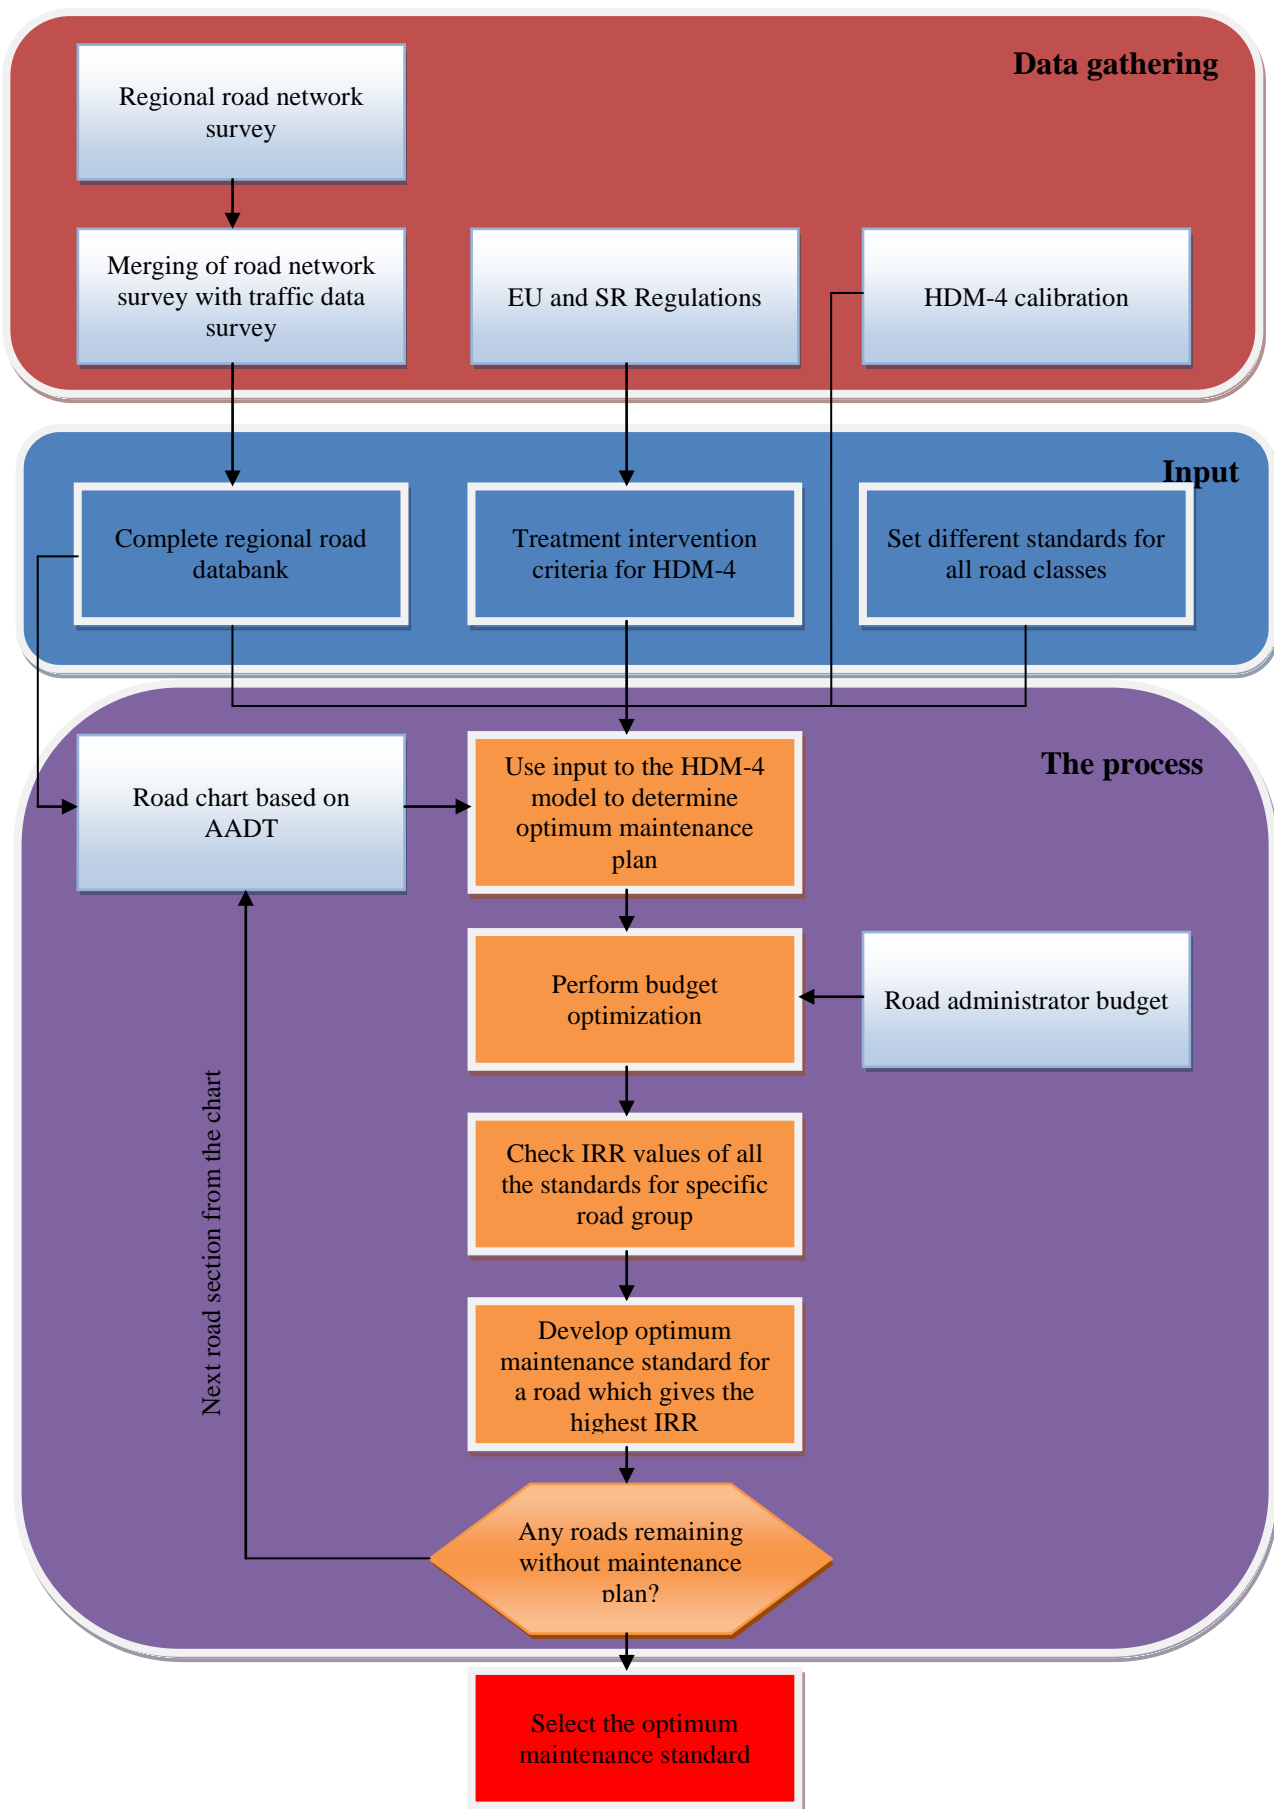 Data gathering
Regional road network
survey
Merging of road network
survey with traffic data
survey
EU and SR Regulations
HDM-4 calibration
Input
Complete regional road
databank
Treatment intervention
criteria for HDM-4
Set different standards for
all road classes
The process
Road chart based on
AADT
Use input to the HDM-4
model to determine
optimum maintenance
plan
Perform budget
optimization
Road administrator budget
Check IRR values of all
the standards for specific
road group
Next road section from the chart
Develop optimum
maintenance standard for
a road which gives the
highest IRR
Any roads remaining
without maintenance
plan?
Select the optimum
maintenance standard